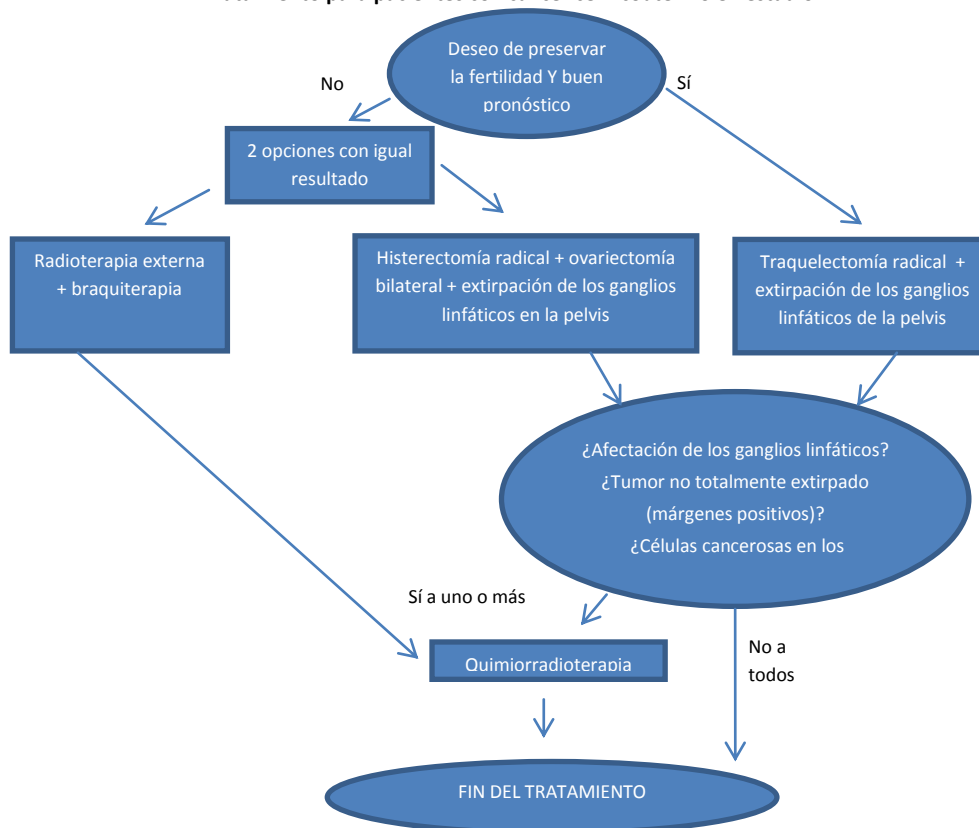 Deseo de preservar
la fertilidad Y buen
pronóstico
No
Sí
2 opciones con igual
resultado
Radioterapia externa
+ braquiterapia
Histerectomía radical + ovariectomía
bilateral + extirpación de los ganglios
linfáticos en la pelvis
Traquelectomía radical +
extirpación de los ganglios
linfáticos de la pelvis
¿Afectación de los ganglios linfáticos?
¿Tumor no totalmente extirpado
(márgenes positivos)?
¿Células cancerosas en los
Sí a uno o más
No a
todos
Quimiorradioterapia
FIN DEL TRATAMIENTO